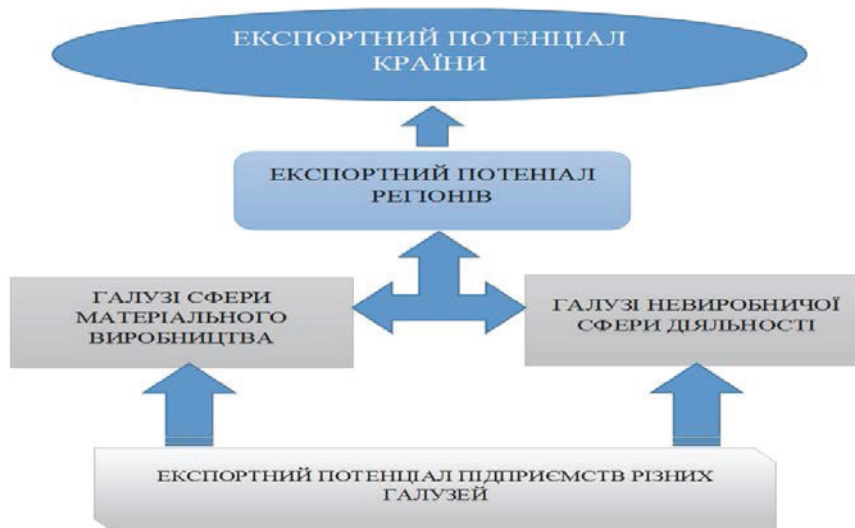 ЕКСПОРТНИЙ ПОТЕНЦІАЛ
КРАЇНИ
ЕКСПОРТНИЙ ПОТЕНІАЛ
РЕГІОНІВ
ГАЛУЗІ СФЕРИ
МАТЕРІАЛЬНОГО
ВИРОБНИЦТВА
ГАЛУЗІ НЕВИРОБНИЧОЇ
СФЕРИ ДІЯЛЬНОСТІ
ЕКСПОРТНИЙ ПОТЕНЦІАЛ ПІДПРИЄМСТВ РІЗНИХ
ГАЛУЗЕЙ